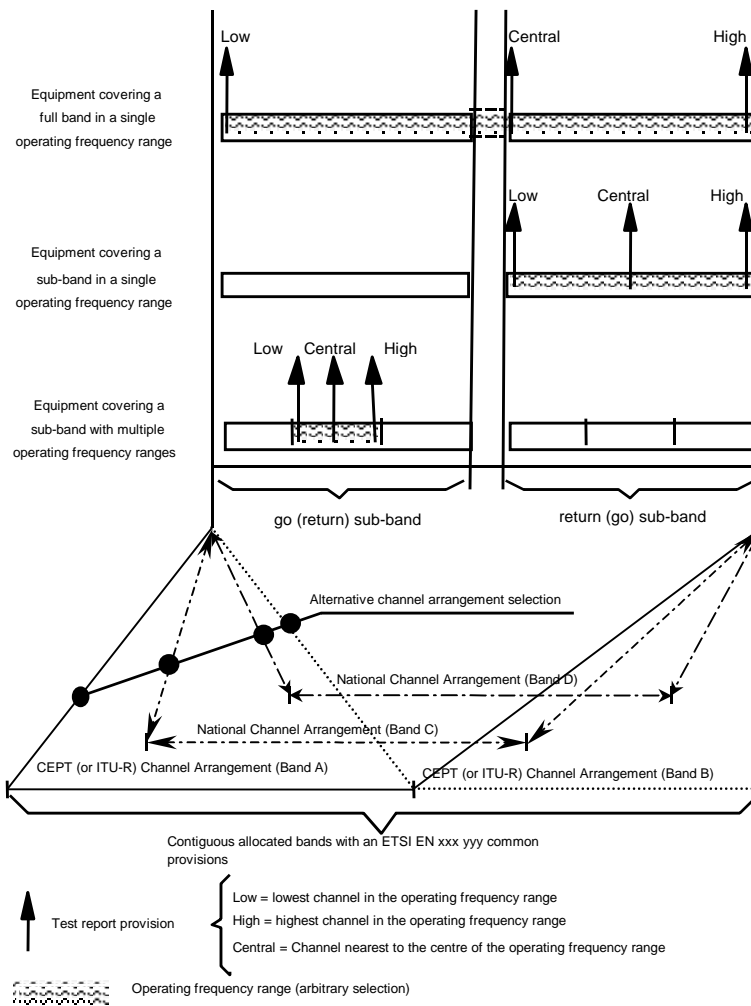 Low
Central
High
Equipment covering a
full band in a single
operating frequency range
Low
Central
High
Equipment covering a
sub-band in a single
operating frequency range
Low
Central
High
Equipment covering a
sub-band with multiple
operating frequency ranges
go (return) sub-band
return (go) sub-band
Alternative channel arrangement selection
National Channel Arrangement (Band D)
National Channel Arrangement (Band C)
CEPT (or ITU-R) Channel Arrangement (Band A)
CEPT (or ITU-R) Channel Arrangement (Band B)
Contiguous allocated bands with an ETSI EN xxx yyy common
provisions
Test report provision
Low = lowest channel in the operating frequency range
High = highest channel in the operating frequency range
Central = Channel nearest to the centre of the operating frequency range
Operating frequency range (arbitrary selection)